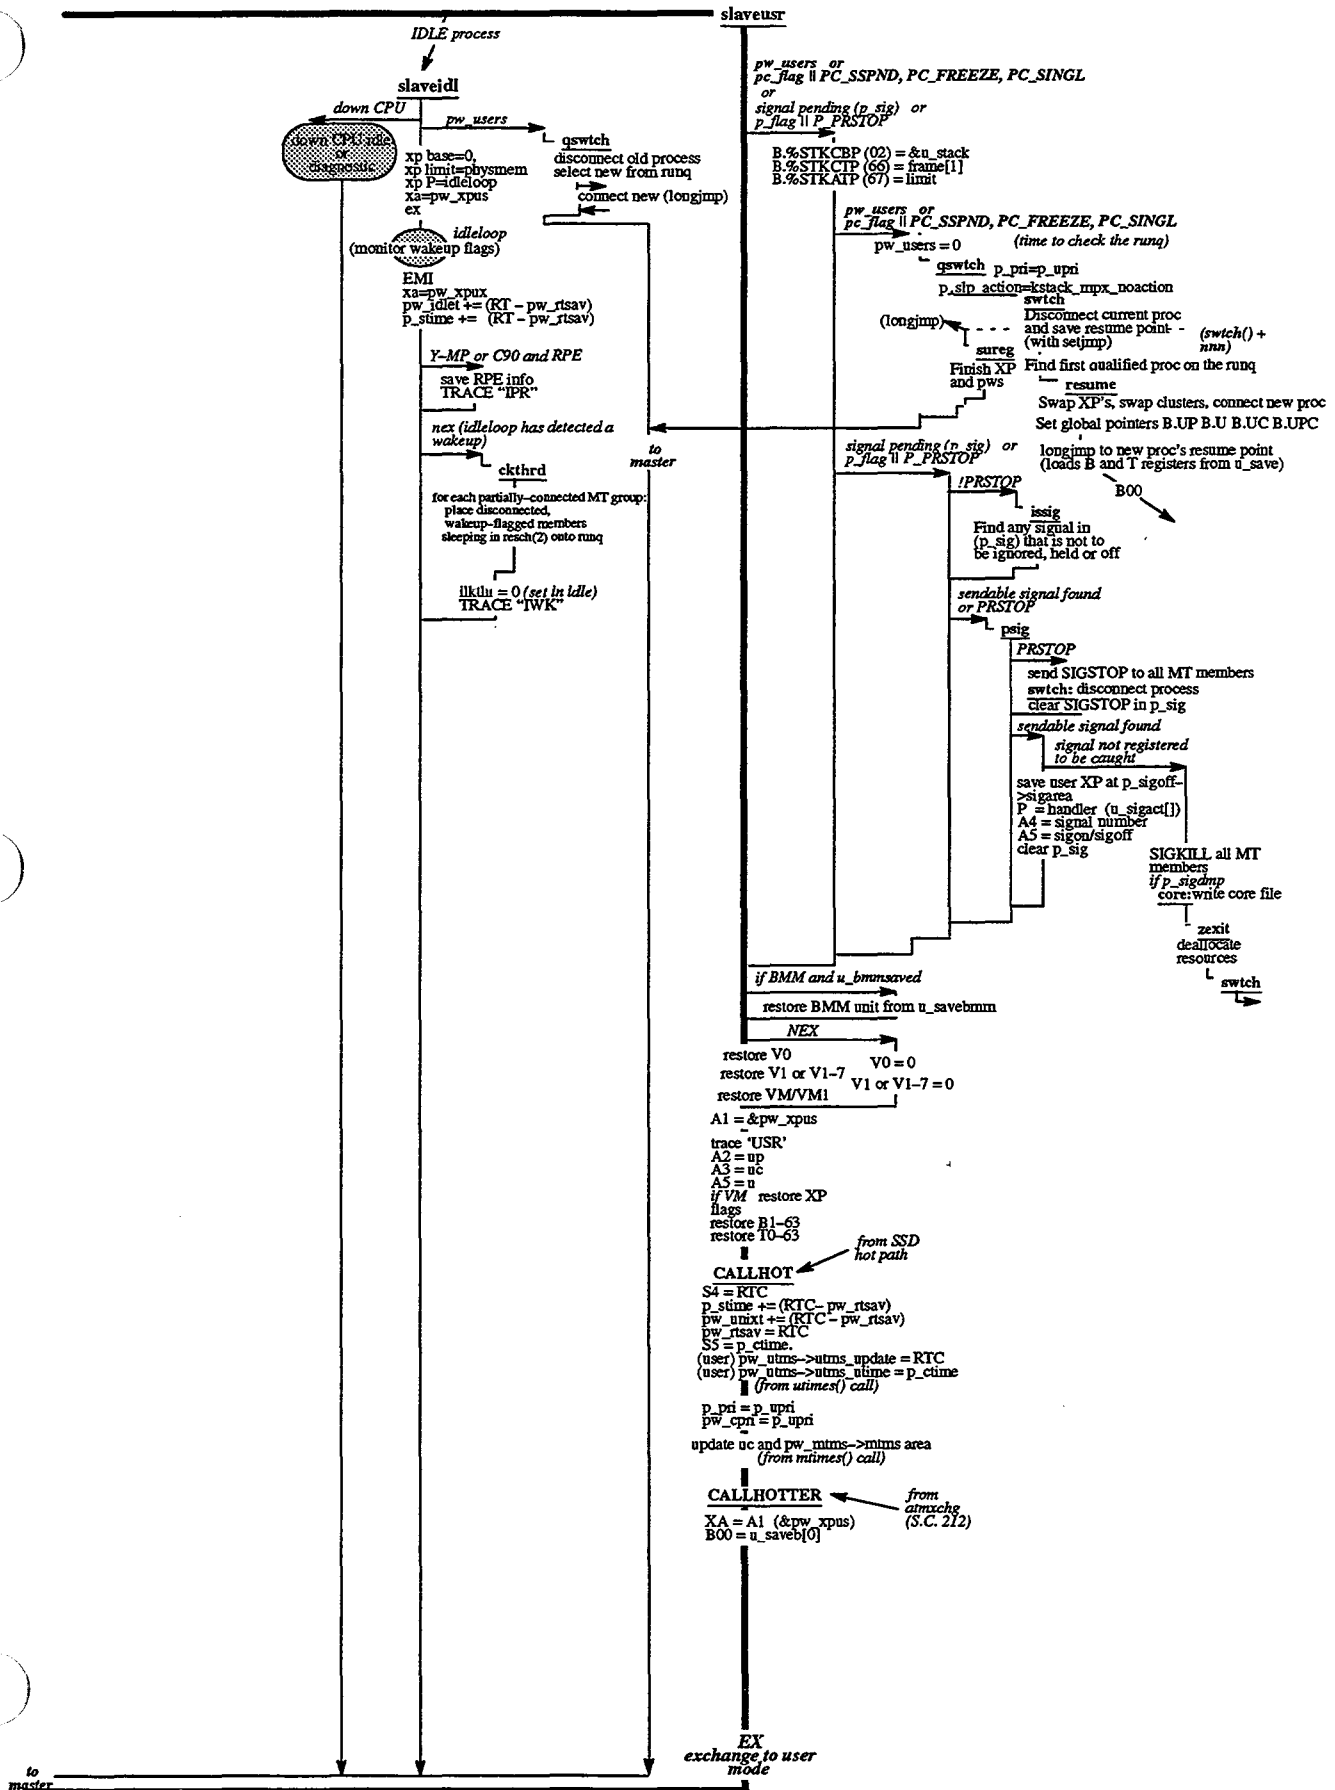 slaveusr
IDLE process
slaveidl
down CPU
down CPU idle
or
diagnostic
pw_users
qswtch
disconnect old process
select new from runq
connect new (longjmp)
xp base=0,
xp limit=physmem
xp P=idleloop
xa=pw_xpus
ex
idleloop
(monitor wakeup flags)
EMI
xa=pw_xpux
pw_idlet += (RT – pw_rtsav)
p_stime += (RT – pw_rtsav)
Y–MP or C90 and RPE
save RPE info
TRACE "IPR"
nex (idleloop has detected a
wakeup)
ckthrd
for each partially–connected MT group:
place disconnected,
wakeup–flagged members
sleeping in resch(2) onto runq
= 0 (set in idle)
TRACE "IWK"
to
master
pw_users or
pc_flag || PC_SSPND, PC_FREEZE, PC_SINGL
or
signal pending (p_sig) or
p_flag || P_PRSTOP
B.%STKCBP (02) = &u_stack
B.%STKCTP (66) = frame[1]
B.%STKATP (67) = limit
pw_users or
pc_flag || PC_SSPND, PC_FREEZE, PC_SINGL
pw_users = 0
(time to check the runq)
qswtch p_pri=p_upri
p_slp_action=kstack_mpx_noaction
swtch
Disconnect current proc
and save resume point
(with setjmp)
(longjmp)
(swtch() +
nnn)
sureg
Finish XP
and pws
Find first qualified proc on the runq
resume
Swap XP's, swap clusters, connect new proc
Set global pointers B.UP B.U B.UC B.UPC
longjmp to new proc's resume point
(loads B and T registers from u_save)
B00
signal pending (p_sig) or
p_flag || P_PRSTOP
!PRSTOP
issig
Find any signal in
(p_sig) that is not to
be ignored, held or off
sendable signal found
or PRSTOP
psig
PRSTOP
send SIGSTOP to all MT members
swtch: disconnect process
clear SIGSTOP in p_sig
sendable signal found
signal not registered
to be caught
save user XP at p_sigoff–
>sigarea
P = handler (u_sigact[])
A4 = signal number
A5 = sigon/sigoff
clear p_sig
SIGKILL all MT
members
if p_sigdmp
core: write core file
zexit
deallocate
resources
swtch
if BMM and u_bmmsaved
restore BMM unit from u_savebmm
NEX
restore V0
V0 = 0
restore V1 or V1–7
V1 or V1–7 = 0
restore VM/VM1
A1 = &pw_xpus
trace 'USR'
A2 = up
A3 = uc
A5 = u
if VM restore XP
flags
restore B1–63
restore T0–63
from SSD
hot path
CALLHOT
S4 = RTC
p_stime += (RTC– pw_rtsav)
pw_unixt += (RTC – pw_rtsav)
pw_rtsav = RTC
S5 = p_ctime.
(user) pw_utms–>utms_update = RTC
(user) pw_utms–>utms_utime = p_ctime
(from utimes() call)
p_pri = p_upri
pw_cpri = p_upri
update uc and pw_mtms–>mtms area
(from mtimes() call)
CALLHOTTER
from
atmxchg
(S.C. 212)
XA = A1 (&pw_xpus)
B00 = u_saveb[0]
EX
exchange to user
mode
to
master